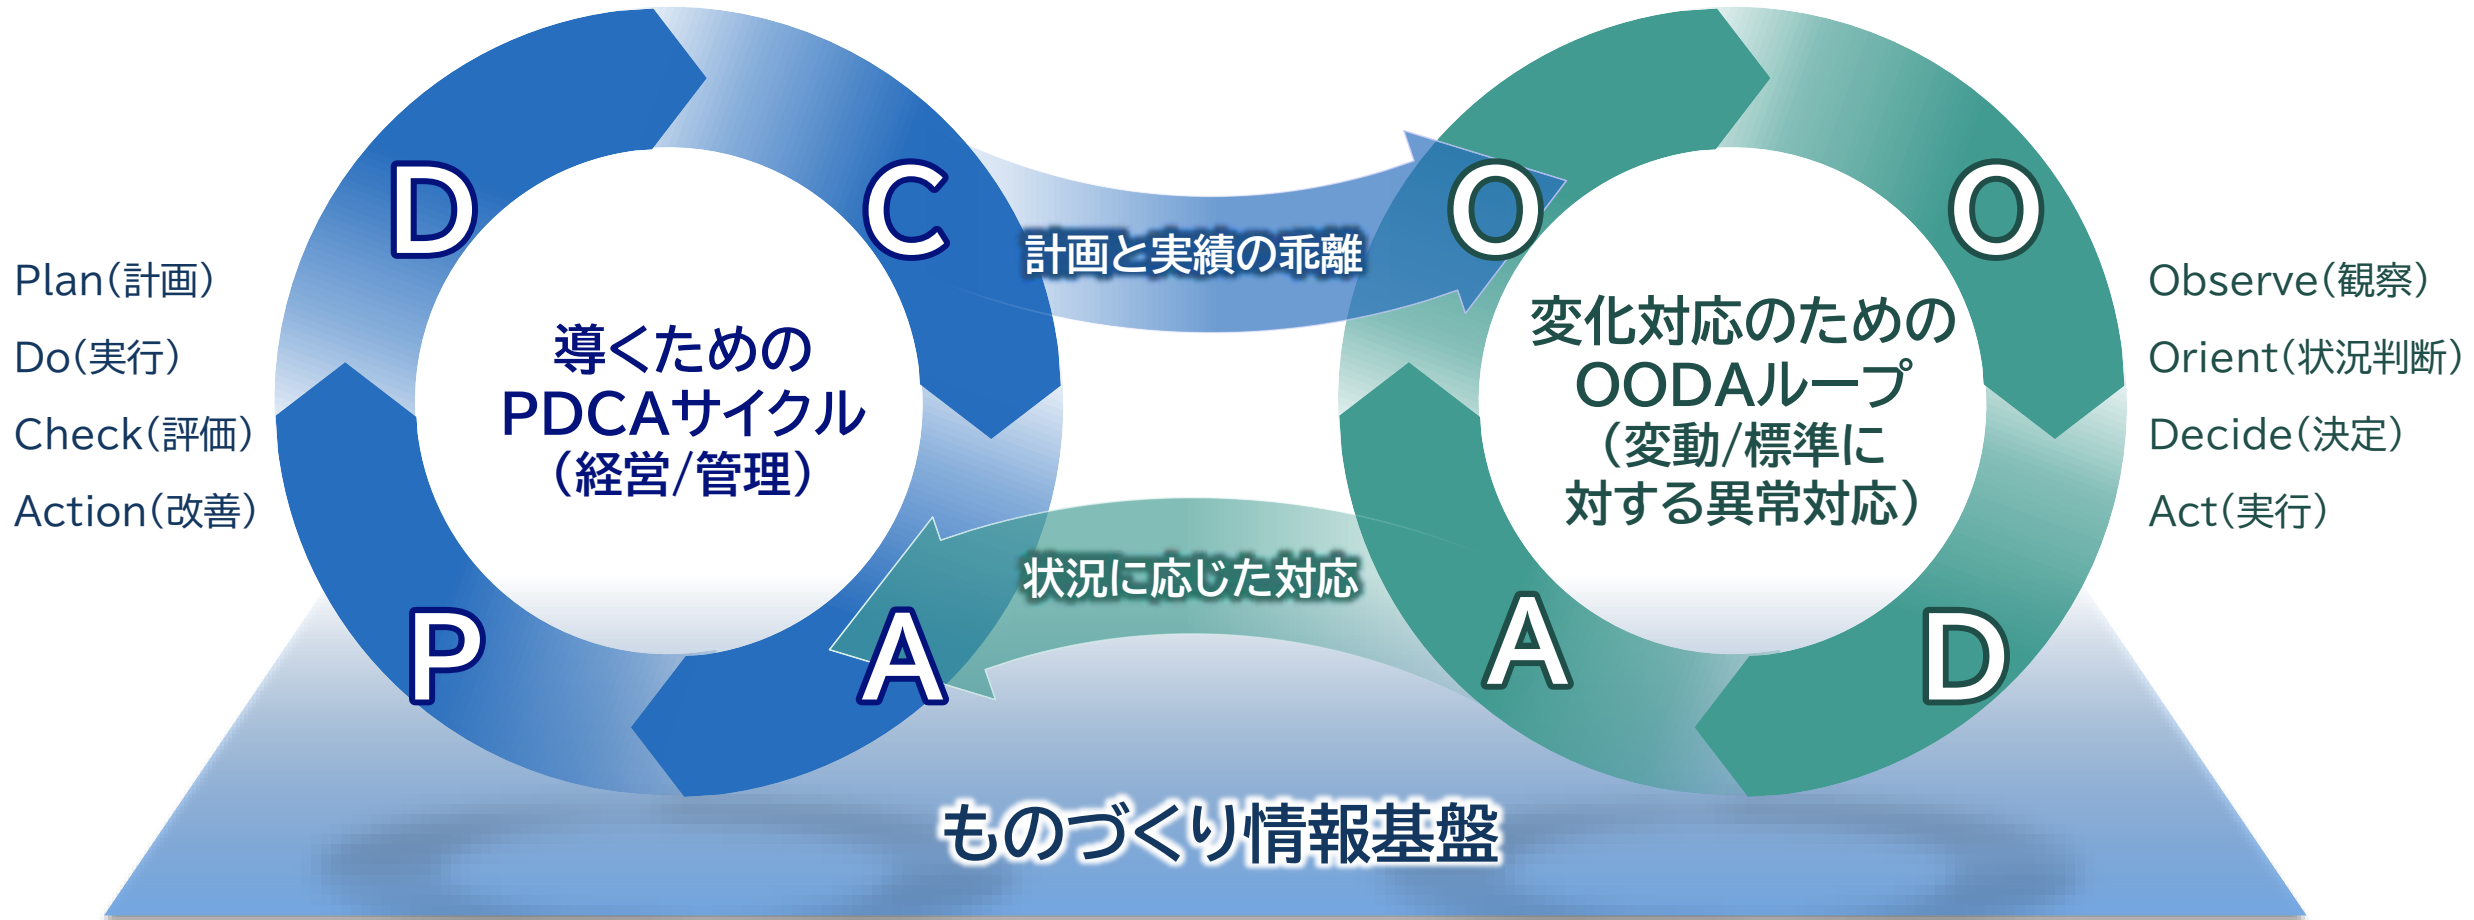 Plan（計画）
Do（実行）
Check（評価）
Action（改善）
D
C
P
A
導くための
PDCAサイクル
（経営/管理）
計画と実績の乖離
状況に応じた対応
O
O
A
D
変化対応のための
OODAループ
（変動/標準に
対する異常対応）
Observe（観察）
Orient（状況判断）
Decide（決定）
Act（実行）
ものづくり情報基盤